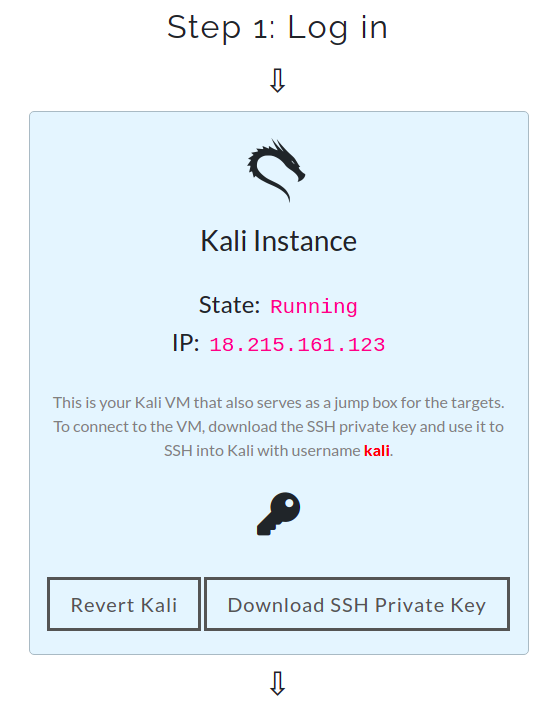 Step 1: Log in
Kali Instance
State: Running
IP: 18.215.161.123
This is your Kali VM that also serves as a jump box for the targets.
To connect to the VM, download the SSH private key and use it to
SSH into Kali with username kali.
Revert Kali
Download SSH Private Key